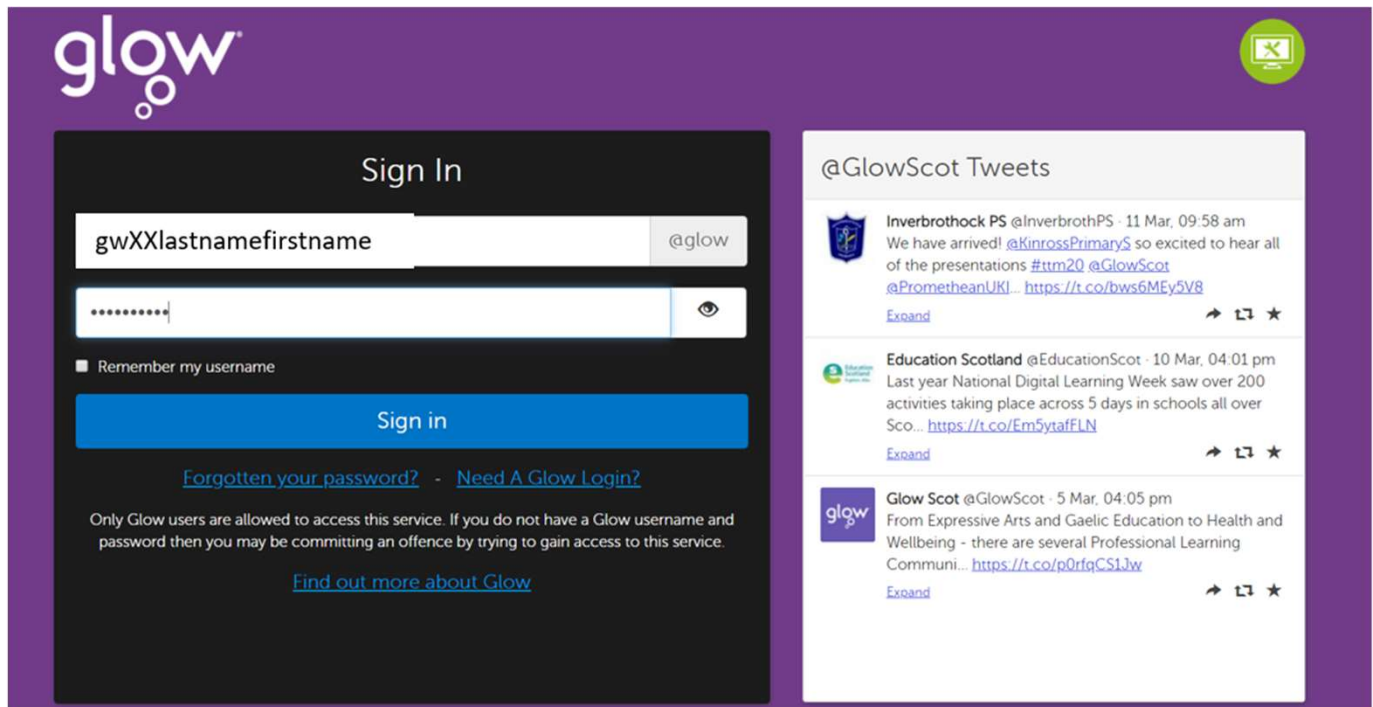 glow
Sign In
gwXXlastnamefirstname
@glow
••••••••••
Remember my username
Sign in
Forgotten your password? - Need A Glow Login?
Only Glow users are allowed to access this service. If you do not have a Glow username and
password then you may be committing an offence by trying to gain access to this service.
Find out more about Glow
@GlowScot Tweets
Inverbrothock PS @InverbrothPS · 11 Mar, 09:58 am
We have arrived! @KinrossPrimaryS so excited to hear all
of the presentations #ttm20 @GlowScot
@PrometheanUKI... https://t.co/bws6MEy5V8
Expand
Education Scotland
Education Scotland @EducationScot · 10 Mar, 04:01 pm
Last year National Digital Learning Week saw over 200
activities taking place across 5 days in schools all over
Sco... https://t.co/Em5ytafFLN
Expand
glow
Glow Scot @GlowScot · 5 Mar, 04:05 pm
From Expressive Arts and Gaelic Education to Health and
Wellbeing - there are several Professional Learning
Communi... https://t.co/p0rfqCS1Jw
Expand